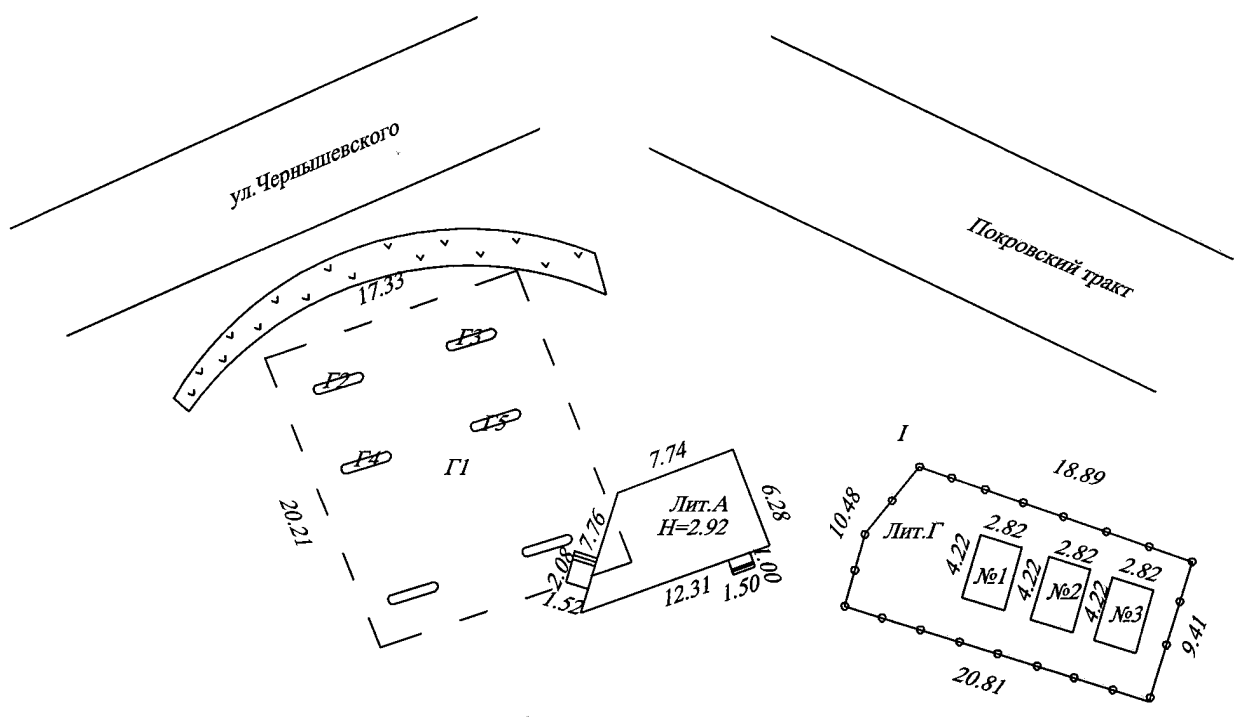 ул.Чернышевского
Покровский тракт
17.33
Г3
Г2
Г5
Г4
Г1
20.21
7.74
Лит.А
Н=2.92
6.28
7.76
2.08
1.52
12.31
1.50
1.00
I
18.89
10.48
Лит.Г
2.82
4.22
№1
2.82
4.22
№2
2.82
4.22
№3
9.41
20.81